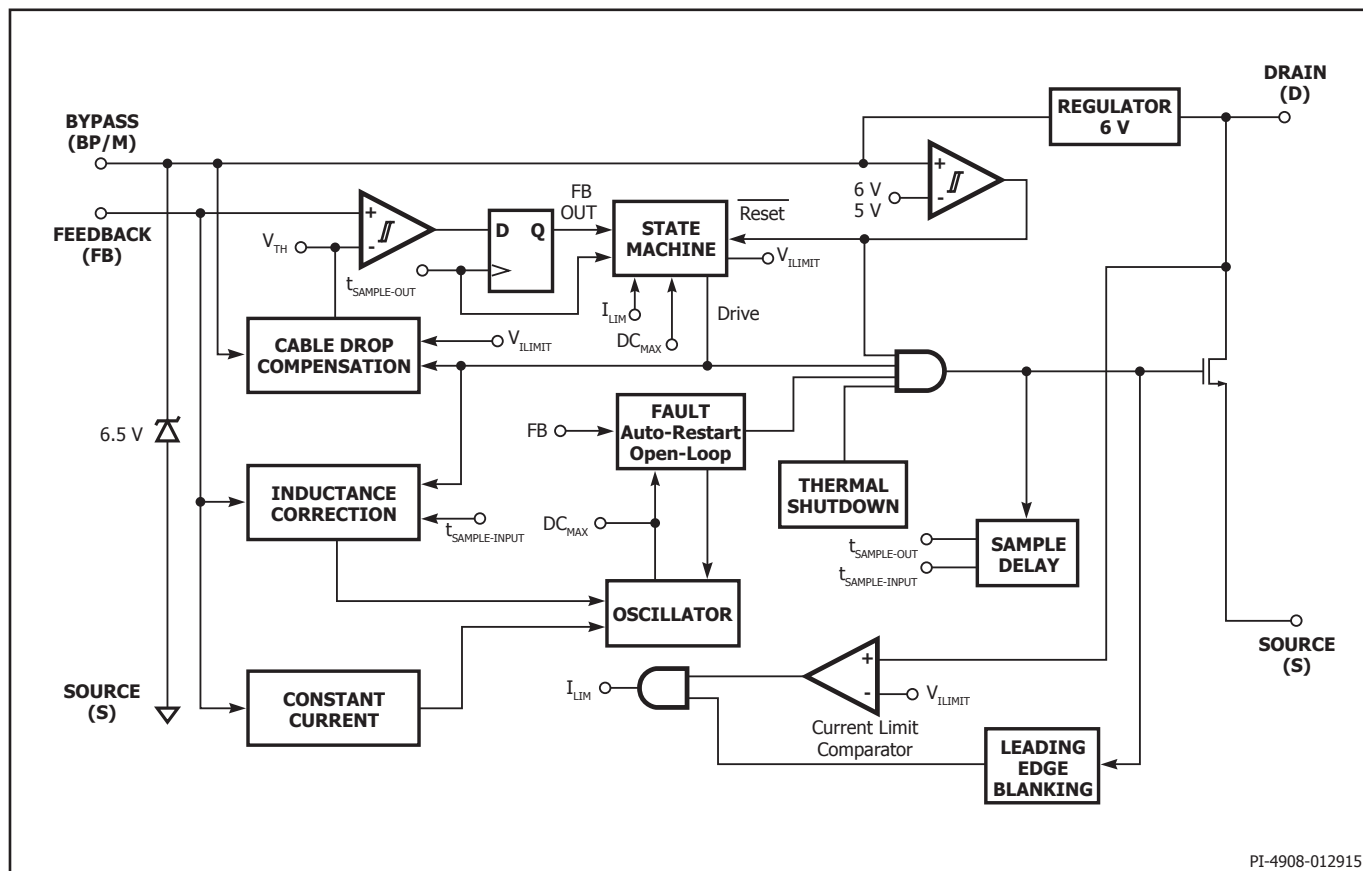 DRAIN
(D)
REGULATOR
6 V
BYPASS
(BP/M)
+
6 V
5 V
-
FEEDBACK
(FB)
+
-
V_TH
t_SAMPLE-OUT
D Q
FB
OUT
STATE
MACHINE
Reset
V_ILIMIT
I_LIM
DC_MAX
Drive
CABLE DROP
COMPENSATION
V_ILIMIT
6.5 V
FB
FAULT
Auto-Restart
Open-Loop
THERMAL
SHUTDOWN
INDUCTANCE
CORRECTION
t_SAMPLE-INPUT
DC_MAX
t_SAMPLE-OUT
t_SAMPLE-INPUT
SAMPLE
DELAY
OSCILLATOR
SOURCE
(S)
SOURCE
(S)
CONSTANT
CURRENT
I_LIM
+
-
V_ILIMIT
Current Limit
Comparator
LEADING
EDGE
BLANKING
PI-4908-012915